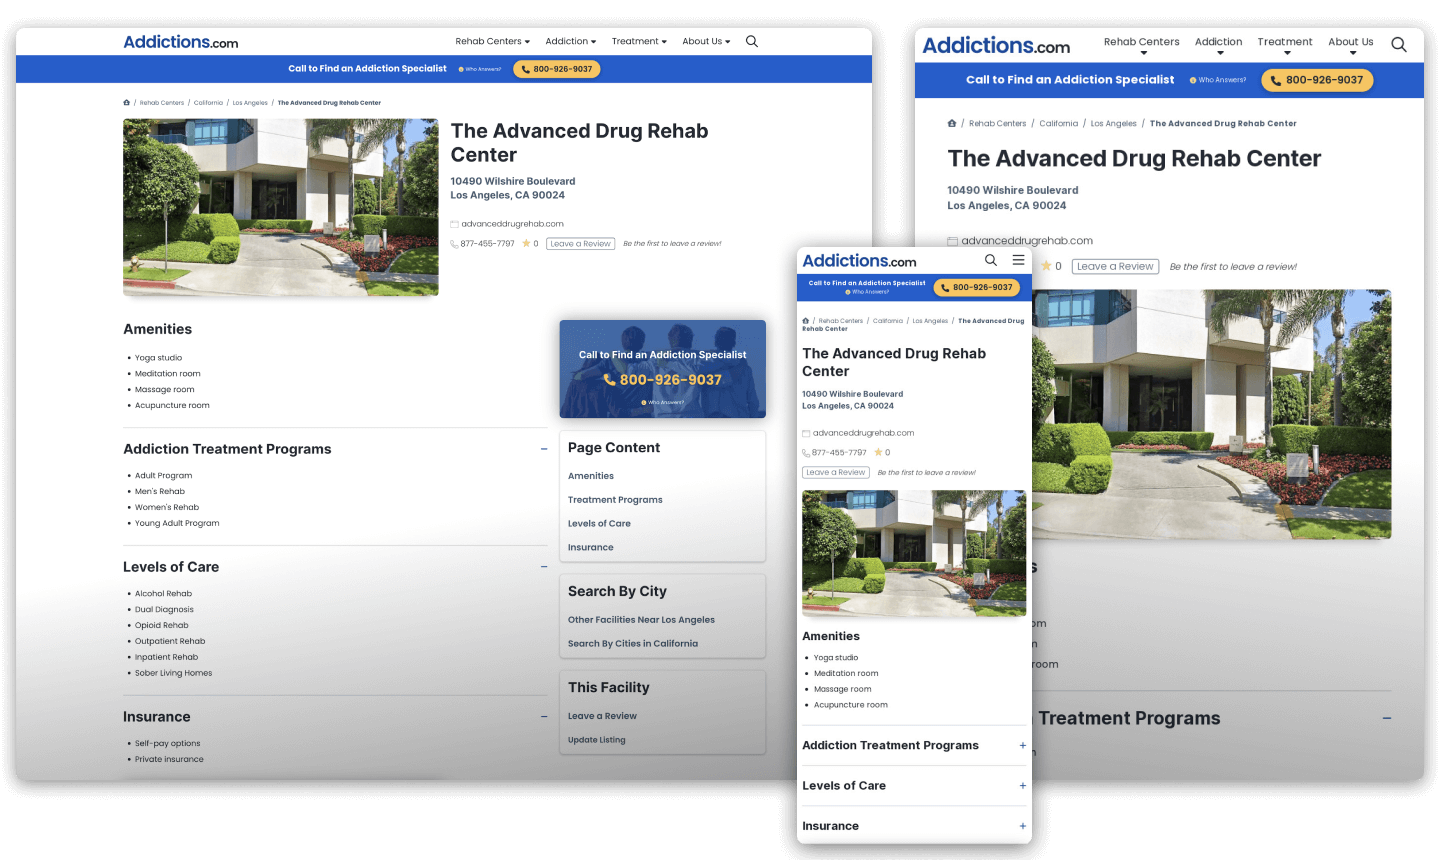 Addictions.com
Rehab Centers Addiction Treatment About Us
Call to Find an Addiction Specialist Who Answers? 800-926-9037
/ Rehab Centers / California / Los Angeles / The Advanced Drug Rehab Center
The Advanced Drug Rehab
Center
10490 Wilshire Boulevard
Los Angeles, CA 90024
advanceddrugrehab.com
877-455-7797 0 Leave a Review Be the first to leave a review!
Amenities
• Yoga studio
• Meditation room
• Massage room
• Acupuncture room
Addiction Treatment Programs −
• Adult Program
• Men's Rehab
• Women's Rehab
• Young Adult Program
Levels of Care −
• Alcohol Rehab
• Dual Diagnosis
• Opioid Rehab
• Outpatient Rehab
• Inpatient Rehab
• Sober Living Homes
Insurance −
• Self-pay options
• Private insurance
Call to Find an Addiction Specialist
800-926-9037
Who Answers?
Page Content
Amenities
Treatment Programs
Levels of Care
Insurance
Search By City
Other Facilities Near Los Angeles
Search By Cities in California
This Facility
Leave a Review
Update Listing
Addictions.com
Call to Find an Addiction Specialist
Who Answers?
800-926-9037
/ Rehab Centers / California / Los Angeles / The Advanced Drug
Rehab Center
The Advanced Drug Rehab
Center
10490 Wilshire Boulevard
Los Angeles, CA 90024
advanceddrugrehab.com
877-455-7797 0
Leave a Review Be the first to leave a review!
Amenities
• Yoga studio
• Meditation room
• Massage room
• Acupuncture room
Addiction Treatment Programs +
Levels of Care +
Insurance +
Addictions.com
Rehab Centers Addiction Treatment About Us
Call to Find an Addiction Specialist Who Answers? 800-926-9037
/ Rehab Centers / California / Los Angeles / The Advanced Drug Rehab Center
The Advanced Drug Rehab Center
10490 Wilshire Boulevard
Los Angeles, CA 90024
advanceddrugrehab.com
0 Leave a Review Be the first to leave a review!
s
om
n
room
Treatment Programs −